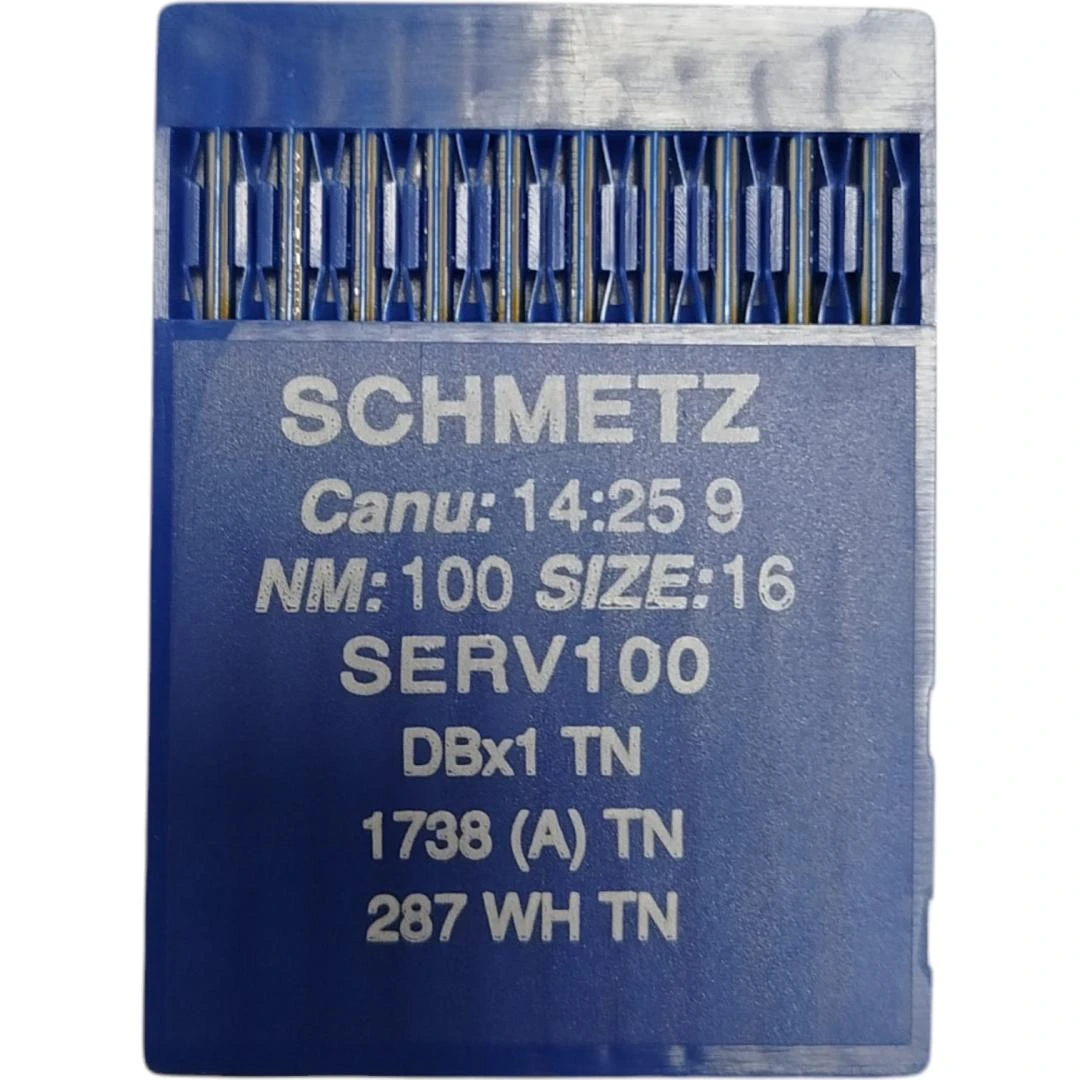 SCHMETZ
Canu: 14:25 9
NM: 100 SIZE: 16
SERV100
DBx1 TN
1738 (A) TN
287 WH TN